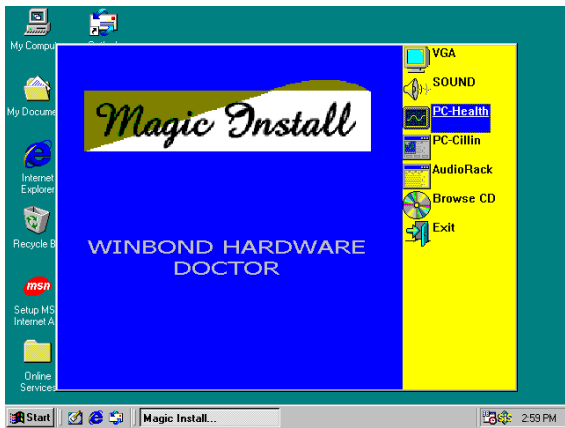 My Compu
My Docume
Internet
Explorer
Recycle B
msn
Setup MS
Internet A
Online
Services
Magic Install
WINBOND HARDWARE
DOCTOR
VGA
SOUND
PC-Health
PC-Cillin
AudioRack
Browse CD
Exit
Start
Magic Install...
2:59 PM